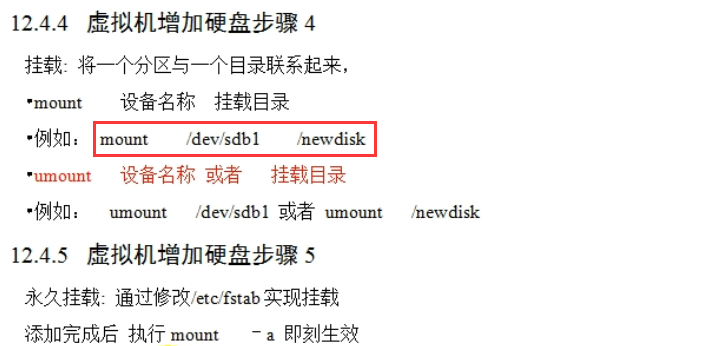 12.4.4 虚拟机增加硬盘步骤 4
挂载: 将一个分区与一个目录联系起来，
•mount 设备名称 挂载目录
•例如： mount /dev/sdb1 /newdisk
•umount 设备名称 或者 挂载目录
•例如： umount /dev/sdb1 或者 umount /newdisk
12.4.5 虚拟机增加硬盘步骤 5
永久挂载: 通过修改/etc/fstab实现挂载
添加完成后 执行 mount –a 即刻生效